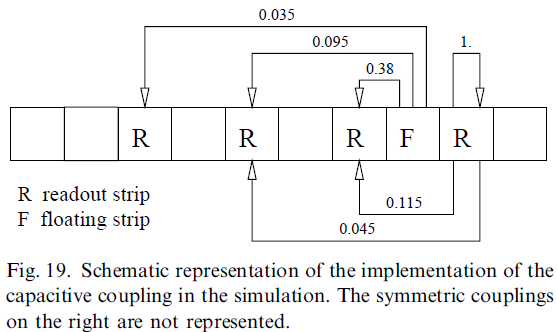 0.035
0.095
1.
0.38
R R R F R
R readout strip
F floating strip
0.115
0.045
Fig. 19. Schematic representation of the implementation of the
capacitive coupling in the simulation. The symmetric couplings
on the right are not represented.